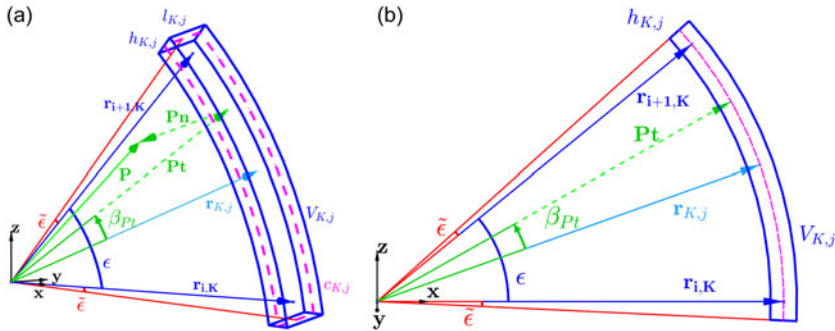 (a)
l_{K,j}
h_{K,j}
r_{i+1,K}
Pn
P
Pt
r_{K,j}
V_{K,j}
β_{Pt}
ϵ̃
ϵ
z
y
x
r_{i,K}
ϵ̃
c_{K,j}
(b)
h_{K,j}
r_{i+1,K}
Pt
r_{K,j}
V_{K,j}
β_{Pt}
ϵ̃
ϵ
z
x
y
r_{i,K}
ϵ̃